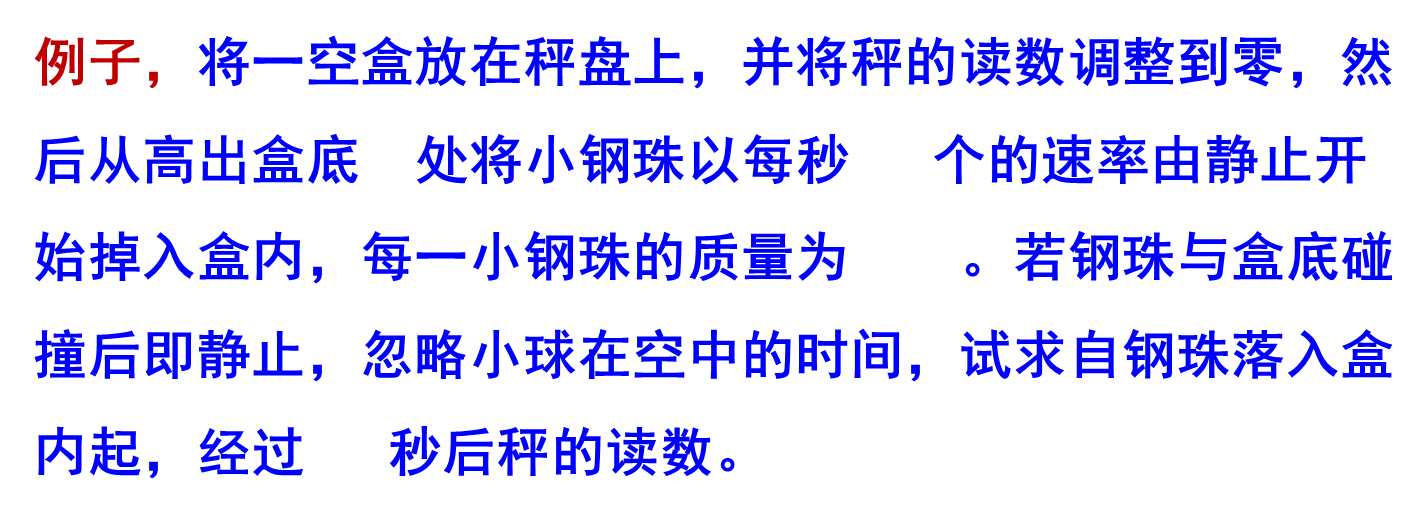 例子，将一空盒放在秤盘上，并将秤的读数调整到零，然
后从高出盒底 处将小钢珠以每秒 个的速率由静止开
始掉入盒内，每一小钢珠的质量为 。若钢珠与盒底碰
撞后即静止，忽略小球在空中的时间，试求自钢珠落入盒
内起，经过 秒后秤的读数。